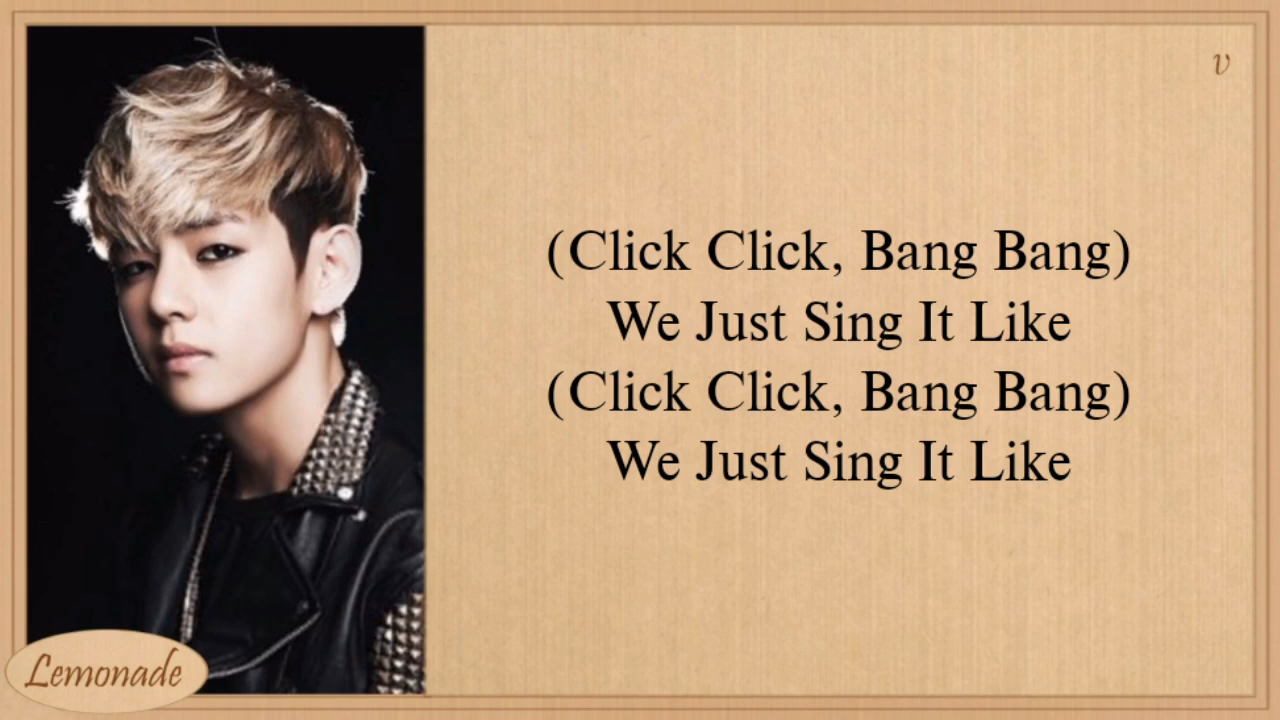 v
(Click Click, Bang Bang)
We Just Sing It Like
(Click Click, Bang Bang)
We Just Sing It Like
Lemonade